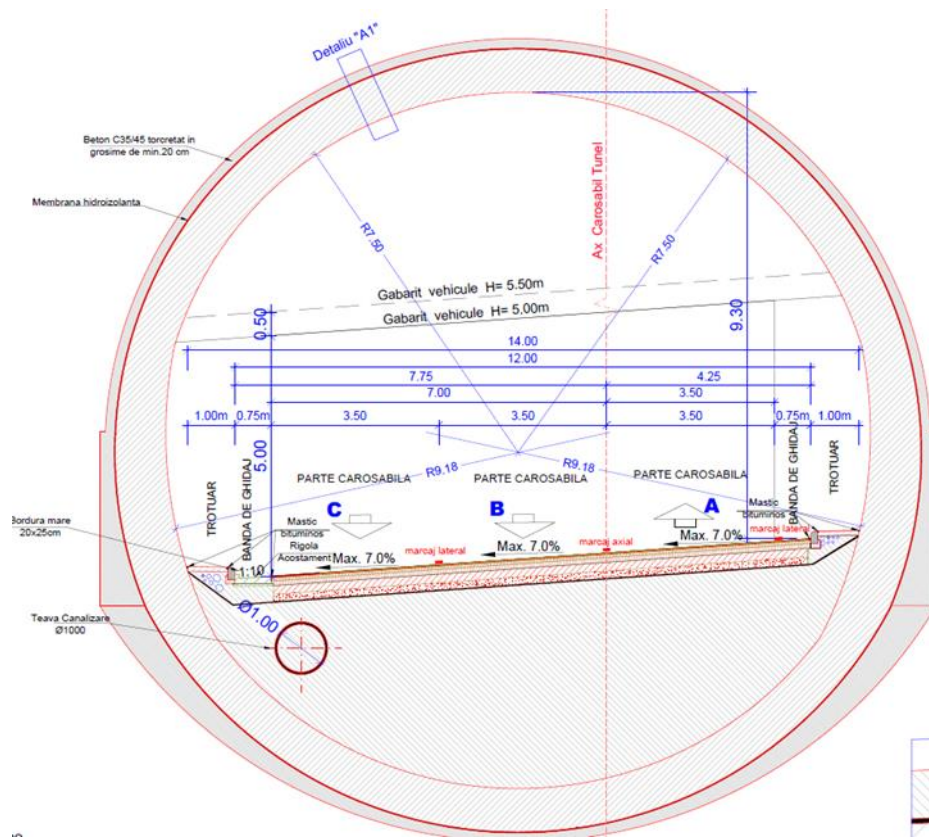 Detaliu "A1"
Beton C35/45 torcretat in
grosime de min.20 cm
Membrana hidroizolanta
Ax Carosabil Tunel
R7.50
R7.50
Gabarit vehicule H= 5.50m
Gabarit vehicule H= 5,00m
0.50
9.30
14.00
12.00
7.75
4.25
7.00
3.50
1.00m
0.75m
3.50
3.50
3.50
0.75m
1.00m
5.00
R9.18
R9.18
PARTE CAROSABILA
PARTE CAROSABILA
PARTE CAROSABILA
TROTUAR
BANDA DE GHIDAJ
BANDA DE GHIDAJ
TROTUAR
C
B
A
Bordura mare
20x25cm
Mastic
bituminos
Rigola
Acostament
Mastic
bituminos
marcaj lateral
marcaj axial
marcaj lateral
Max. 7.0%
Max. 7.0%
Max. 7.0%
1:10
Ø1.00
Teava Canalizare
Ø1000